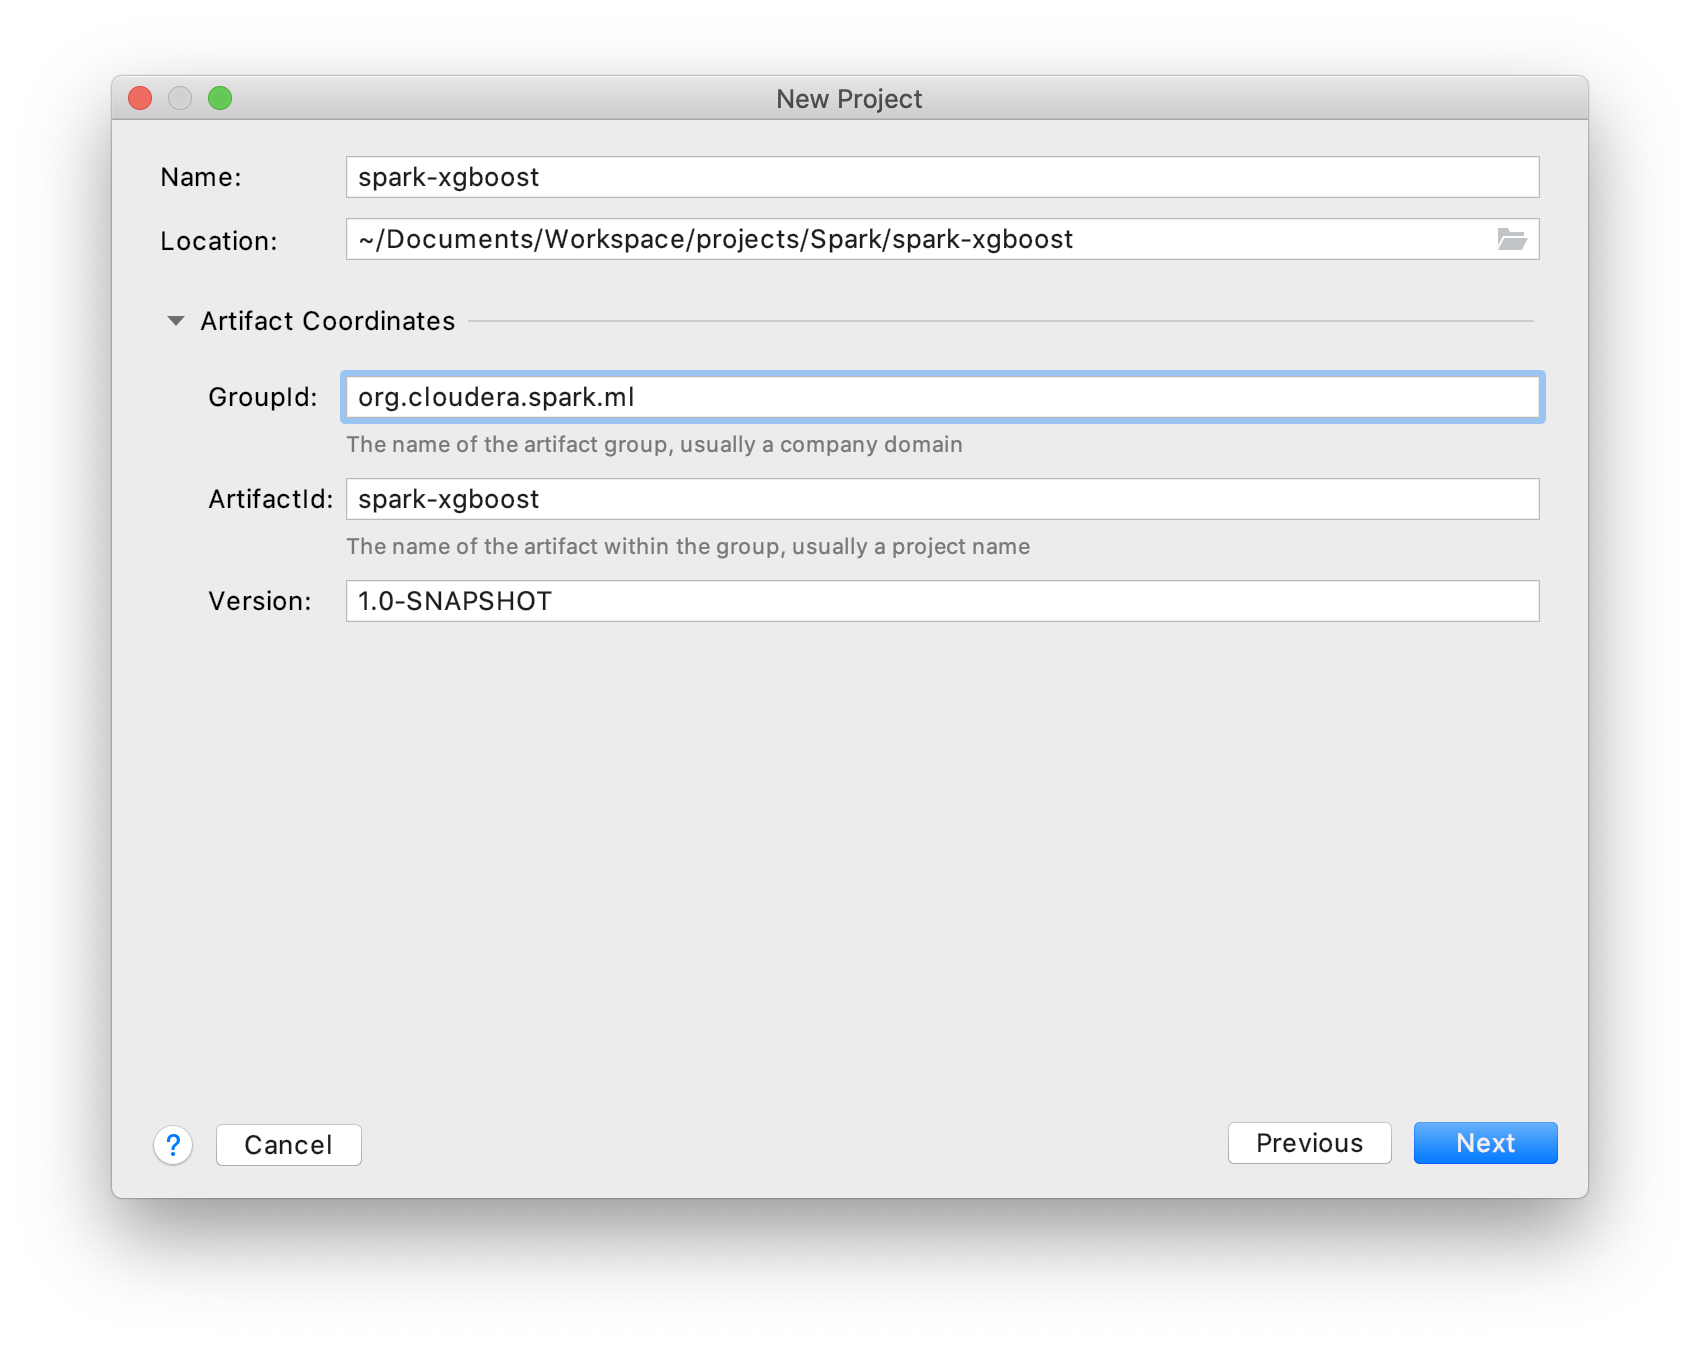 New Project
Name: spark-xgboost
Location: ~/Documents/Workspace/projects/Spark/spark-xgboost
Artifact Coordinates
GroupId: org.cloudera.spark.ml
The name of the artifact group, usually a company domain
ArtifactId: spark-xgboost
The name of the artifact within the group, usually a project name
Version: 1.0-SNAPSHOT
? Cancel Previous Next